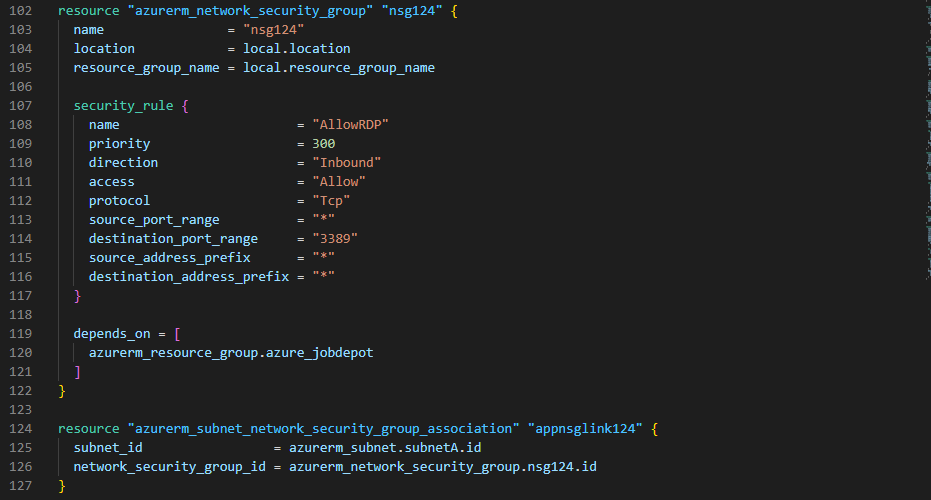 102 resource "azurerm_network_security_group" "nsg124" {
103   name                = "nsg124"
104   location            = local.location
105   resource_group_name = local.resource_group_name
106
107   security_rule {
108     name                       = "AllowRDP"
109     priority                   = 300
110     direction                  = "Inbound"
111     access                     = "Allow"
112     protocol                   = "Tcp"
113     source_port_range          = "*"
114     destination_port_range     = "3389"
115     source_address_prefix      = "*"
116     destination_address_prefix = "*"
117   }
118
119   depends_on = [
120     azurerm_resource_group.azure_jobdepot
121   ]
122 }
123
124 resource "azurerm_subnet_network_security_group_association" "appnsglink124" {
125   subnet_id                 = azurerm_subnet.subnetA.id
126   network_security_group_id = azurerm_network_security_group.nsg124.id
127 }